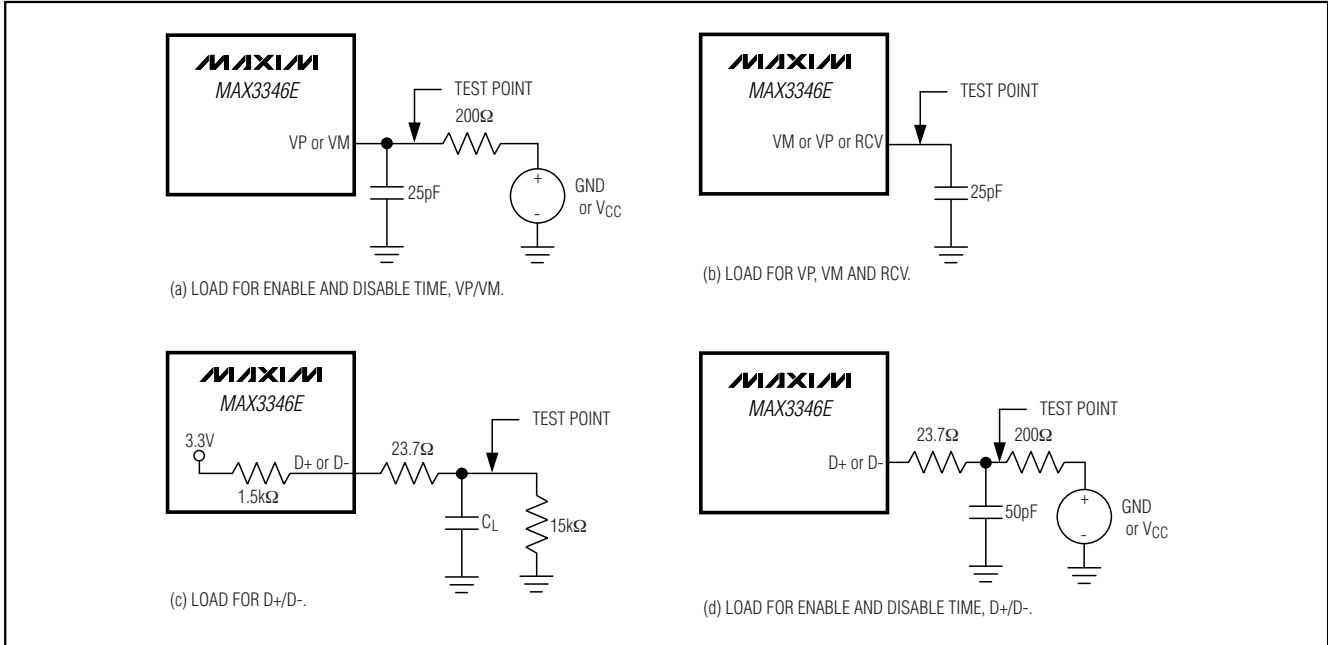 MAXIM
MAX3346E
VP or VM
TEST POINT
200Ω
25pF
+
-
GND
or VCC
(a) LOAD FOR ENABLE AND DISABLE TIME, VP/VM.
MAXIM
MAX3346E
VM or VP or RCV
TEST POINT
25pF
(b) LOAD FOR VP, VM AND RCV.
MAXIM
MAX3346E
3.3V
1.5kΩ
D+ or D-
23.7Ω
TEST POINT
CL
15kΩ
(c) LOAD FOR D+/D-.
MAXIM
MAX3346E
D+ or D-
23.7Ω
TEST POINT
200Ω
50pF
+
-
GND
or VCC
(d) LOAD FOR ENABLE AND DISABLE TIME, D+/D-.